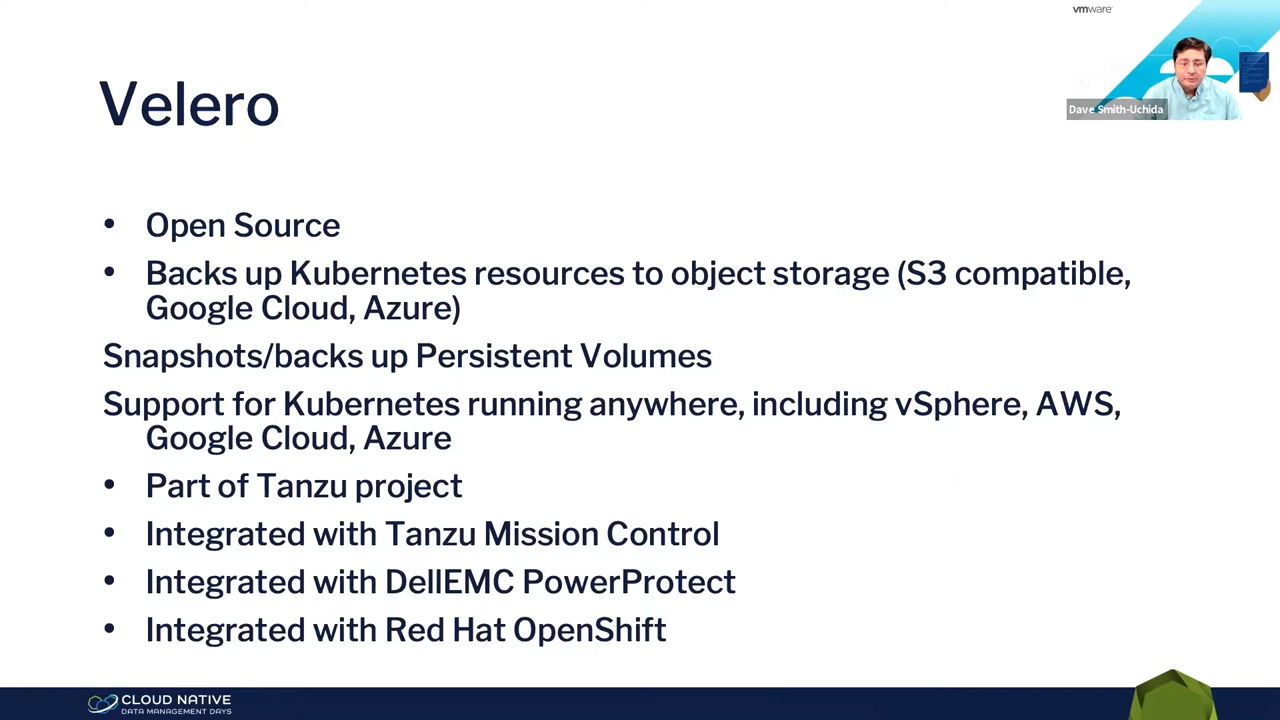 vmware
Dave Smith-Uchida
Velero
• Open Source
• Backs up Kubernetes resources to object storage (S3 compatible,
Google Cloud, Azure)
Snapshots/backs up Persistent Volumes
Support for Kubernetes running anywhere, including vSphere, AWS,
Google Cloud, Azure
• Part of Tanzu project
• Integrated with Tanzu Mission Control
• Integrated with DellEMC PowerProtect
• Integrated with Red Hat OpenShift
CLOUD NATIVE
DATA MANAGEMENT DAYS